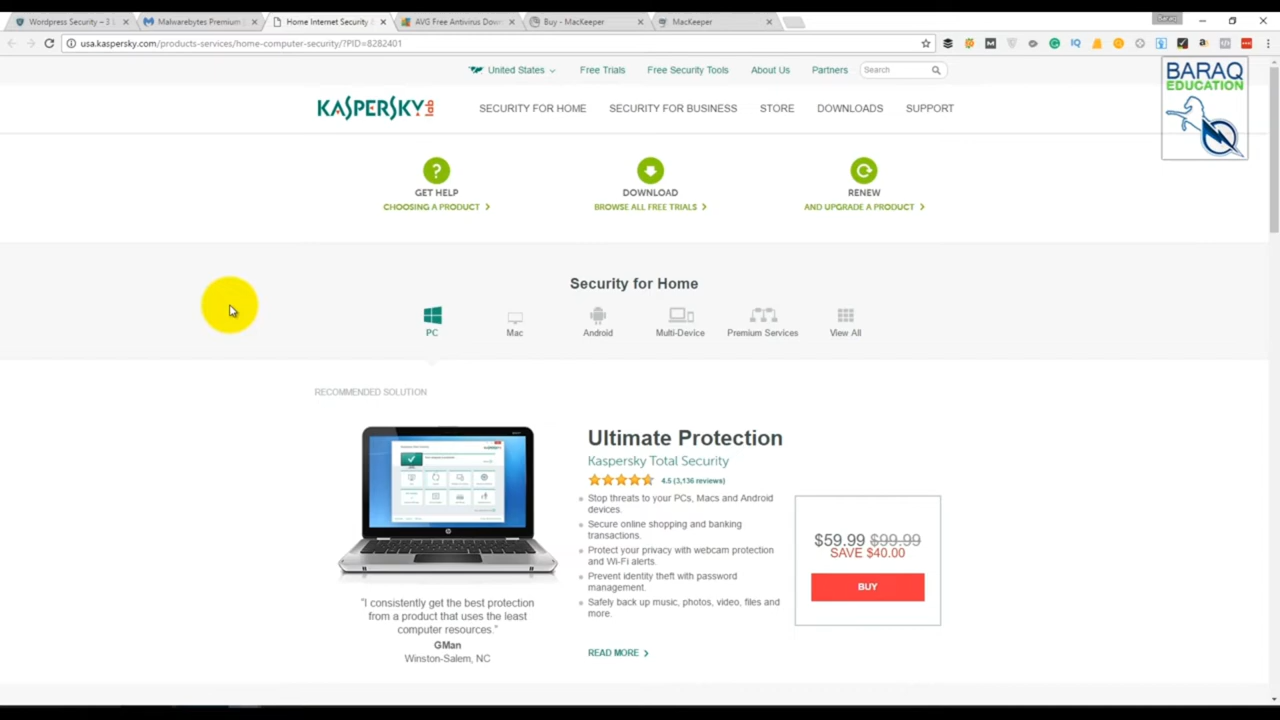 Wordpress Security – 3 L
Malwarebytes Premium |
Home Internet Security &
AVG Free Antivirus Down
Buy - MacKeeper
MacKeeper
Baraq
usa.kaspersky.com/products-services/home-computer-security/?PID=8282401
BARAQ
EDUCATION
United States
Free Trials
Free Security Tools
About Us
Partners
Search
KASPERSKY lab
SECURITY FOR HOME
SECURITY FOR BUSINESS
STORE
DOWNLOADS
SUPPORT
GET HELP
CHOOSING A PRODUCT
DOWNLOAD
BROWSE ALL FREE TRIALS
RENEW
AND UPGRADE A PRODUCT
Security for Home
PC
Mac
Android
Multi-Device
Premium Services
View All
RECOMMENDED SOLUTION
Ultimate Protection
Kaspersky Total Security
4.5 (3,136 reviews)
Stop threats to your PCs, Macs and Android
devices.
Secure online shopping and banking
transactions.
Protect your privacy with webcam protection
and Wi-Fi alerts.
Prevent identity theft with password
management.
Safely back up music, photos, video, files and
more.
READ MORE
$59.99 $99.99
SAVE $40.00
BUY
"I consistently get the best protection
from a product that uses the least
computer resources."
GMan
Winston-Salem, NC